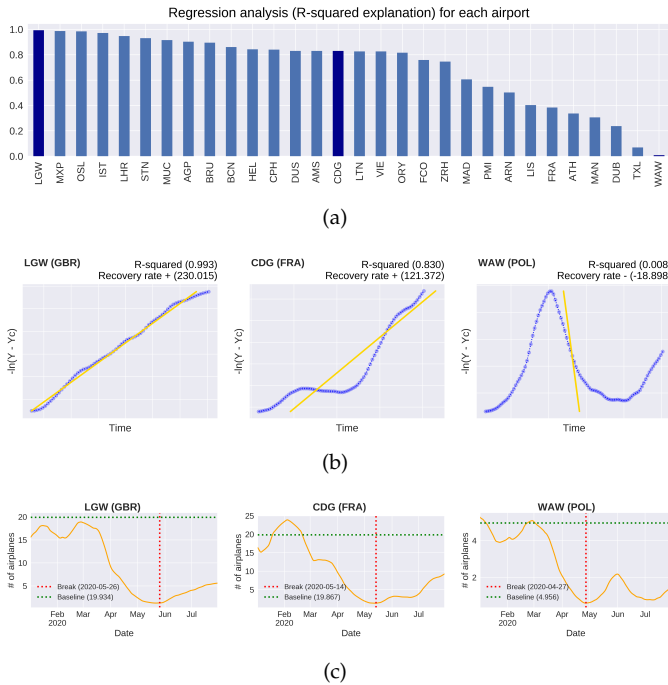 Regression analysis (R-squared explanation) for each airport
1.0
0.8
0.6
0.4
0.2
0.0
LGW MXP OSL IST LHR STN MUC AGP BRU BCN HEL CPH DUS AMS CDG LTN VIE ORY FCO ZRH MAD PMI ARN LIS FRA ATH MAN DUB TXL WAW
(a)
LGW (GBR) R-squared (0.993)
Recovery rate + (230.015)
-ln(Y - Yc)
Time
CDG (FRA) R-squared (0.830)
Recovery rate + (121.372)
-ln(Y - Yc)
Time
WAW (POL) R-squared (0.008
Recovery rate - (-18.898
-ln(Y - Yc)
Time
(b)
LGW (GBR)
# of airplanes
20
15
10
5
Break (2020-05-26)
Baseline (19.934)
Feb Mar Apr May Jun Jul
2020
Date
CDG (FRA)
# of airplanes
25
20
15
10
5
Break (2020-05-14)
Baseline (19.867)
Feb Mar Apr May Jun Jul
2020
Date
WAW (POL)
# of airplanes
4
2
Break (2020-04-27)
Baseline (4.956)
Feb Mar Apr May Jun Jul
2020
Date
(c)